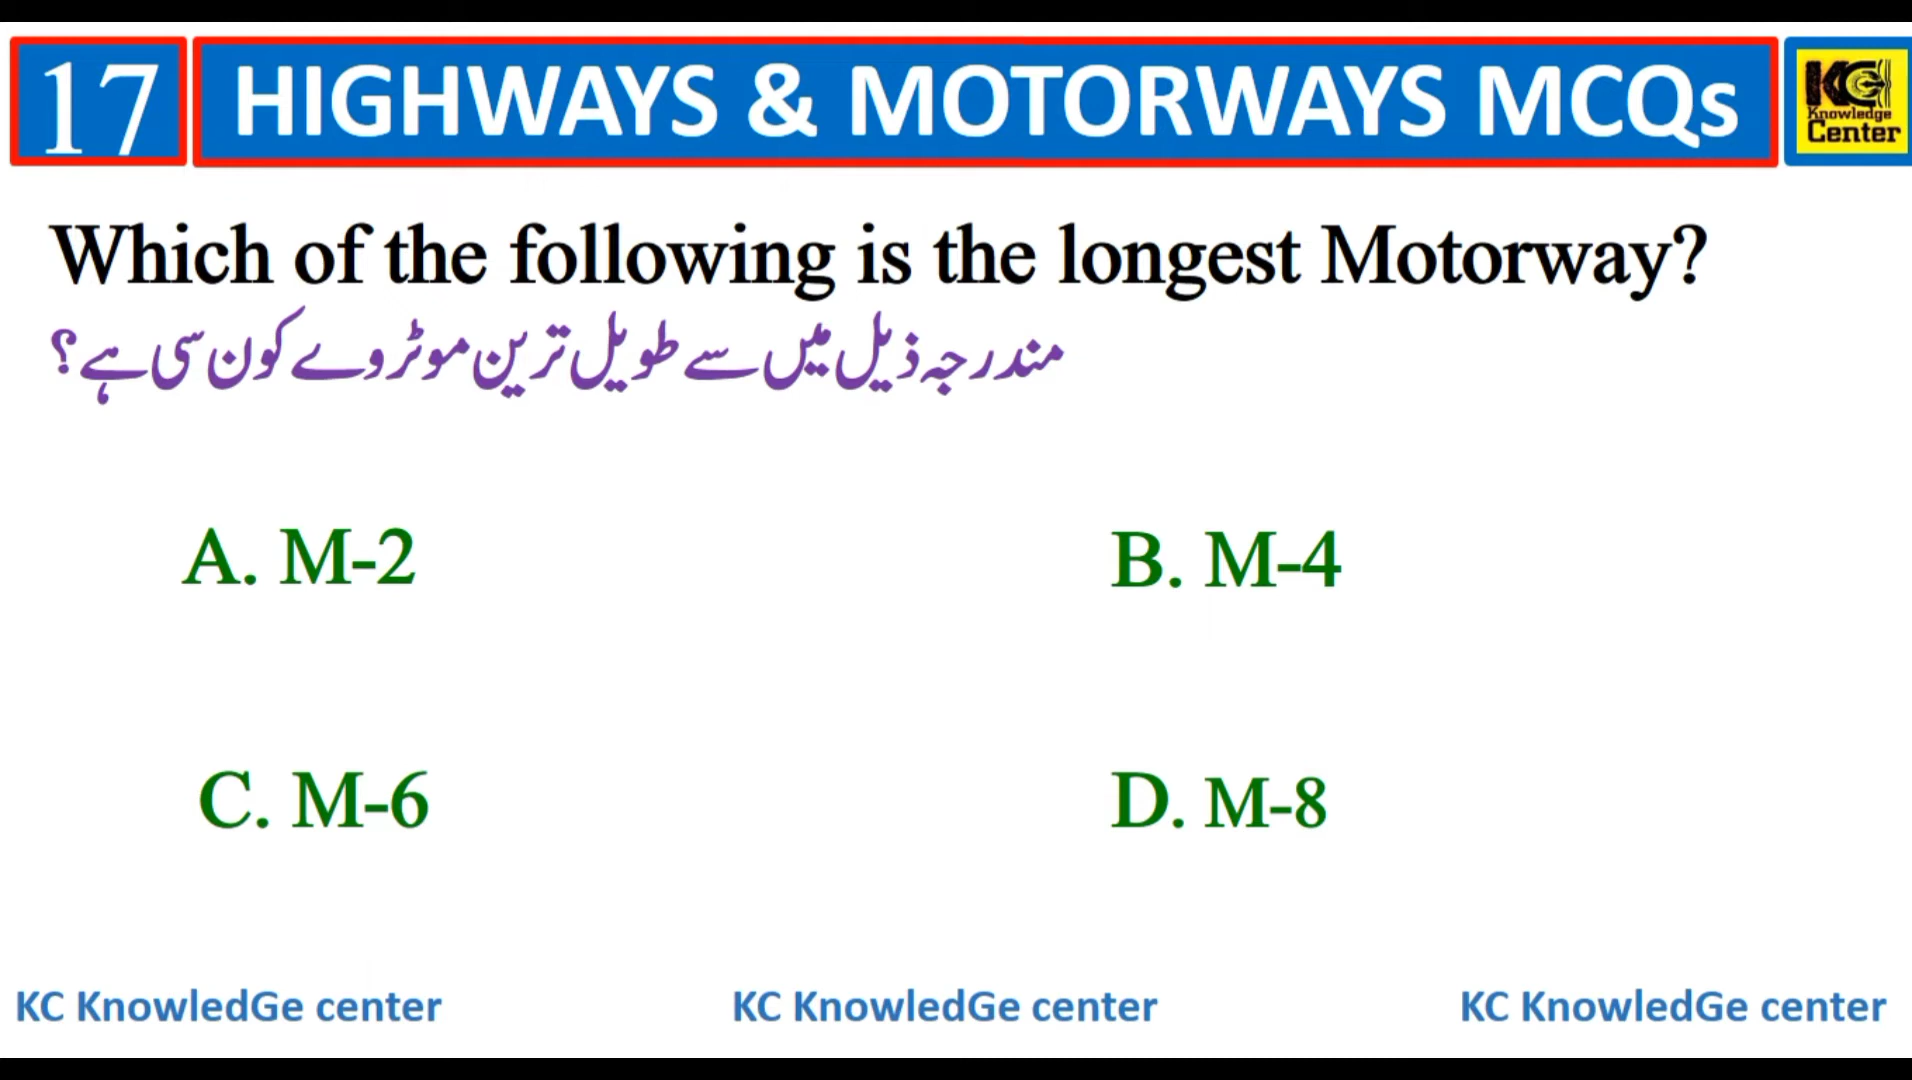 17
HIGHWAYS & MOTORWAYS MCQs
KC
Knowledge
Center
Which of the following is the longest Motorway?
مندرجہ ذیل میں سے طویل ترین موٹروے کون سی ہے؟
A. M-2
B. M-4
C. M-6
D. M-8
KC KnowledGe center
KC KnowledGe center
KC KnowledGe center